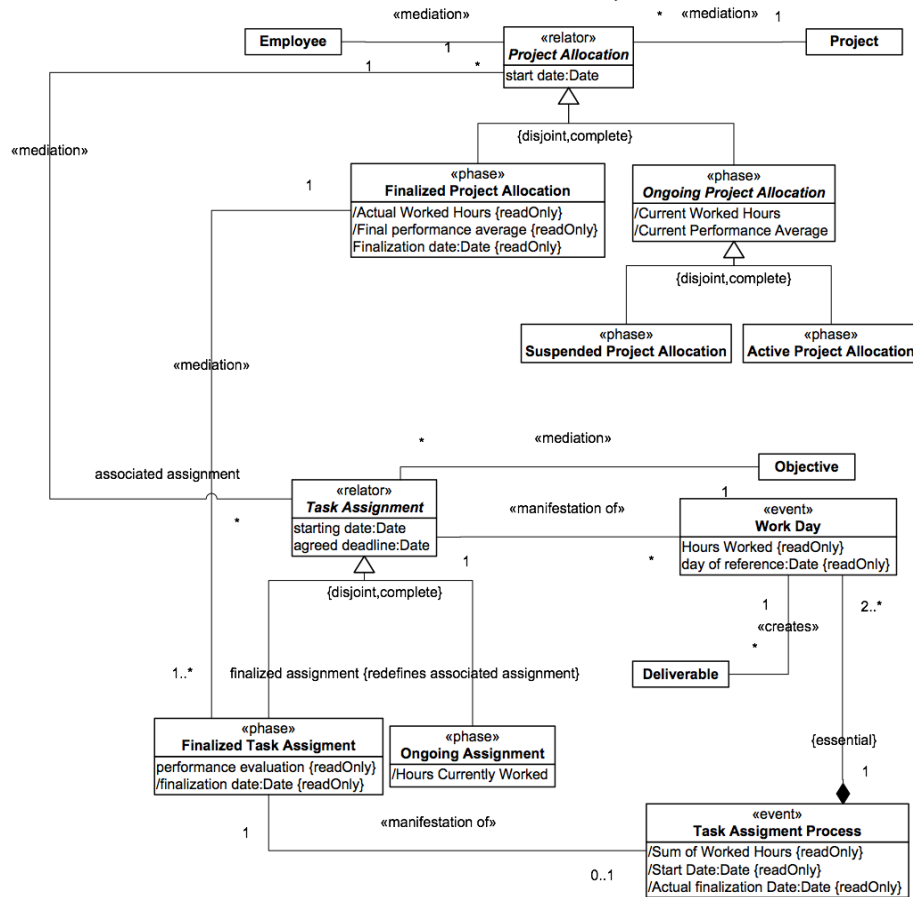 «mediation»
* «mediation» 1
Employee
1
«relator»
Project Allocation
start date:Date
Project
1
*
{disjoint,complete}
«mediation»
1
«phase»
Finalized Project Allocation
/Actual Worked Hours {readOnly}
/Final performance average {readOnly}
Finalization date:Date {readOnly}
«phase»
Ongoing Project Allocation
/Current Worked Hours
/Current Performance Average
{disjoint,complete}
«phase»
Suspended Project Allocation
«phase»
Active Project Allocation
«mediation»
*
«mediation»
Objective
associated assignment
*
«relator»
Task Assignment
starting date:Date
agreed deadline:Date
1
«manifestation of»
1
*
«event»
Work Day
Hours Worked {readOnly}
day of reference:Date {readOnly}
{disjoint,complete}
1
2..*
«creates»
*
Deliverable
1..*
finalized assignment {redefines associated assignment}
«phase»
Finalized Task Assigment
performance evaluation {readOnly}
/finalization date:Date {readOnly}
«phase»
Ongoing Assignment
/Hours Currently Worked
{essential}
1
1
«manifestation of»
0..1
«event»
Task Assigment Process
/Sum of Worked Hours {readOnly}
/Start Date:Date {readOnly}
/Actual finalization Date:Date {readOnly}